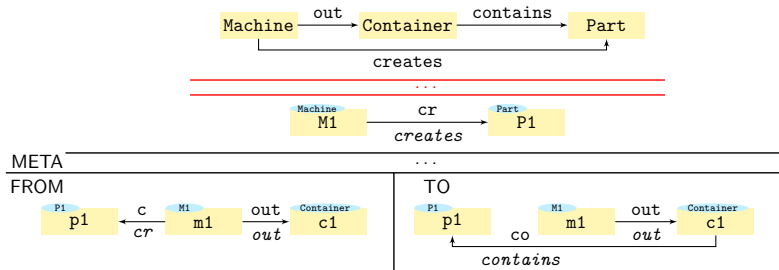 out contains
Machine Container Part
creates
...
Machine cr Part
M1 P1
creates
META ...
FROM TO
P1 c M1 out Container P1 M1 out Container
p1 m1 c1 p1 m1 c1
cr out co out
contains